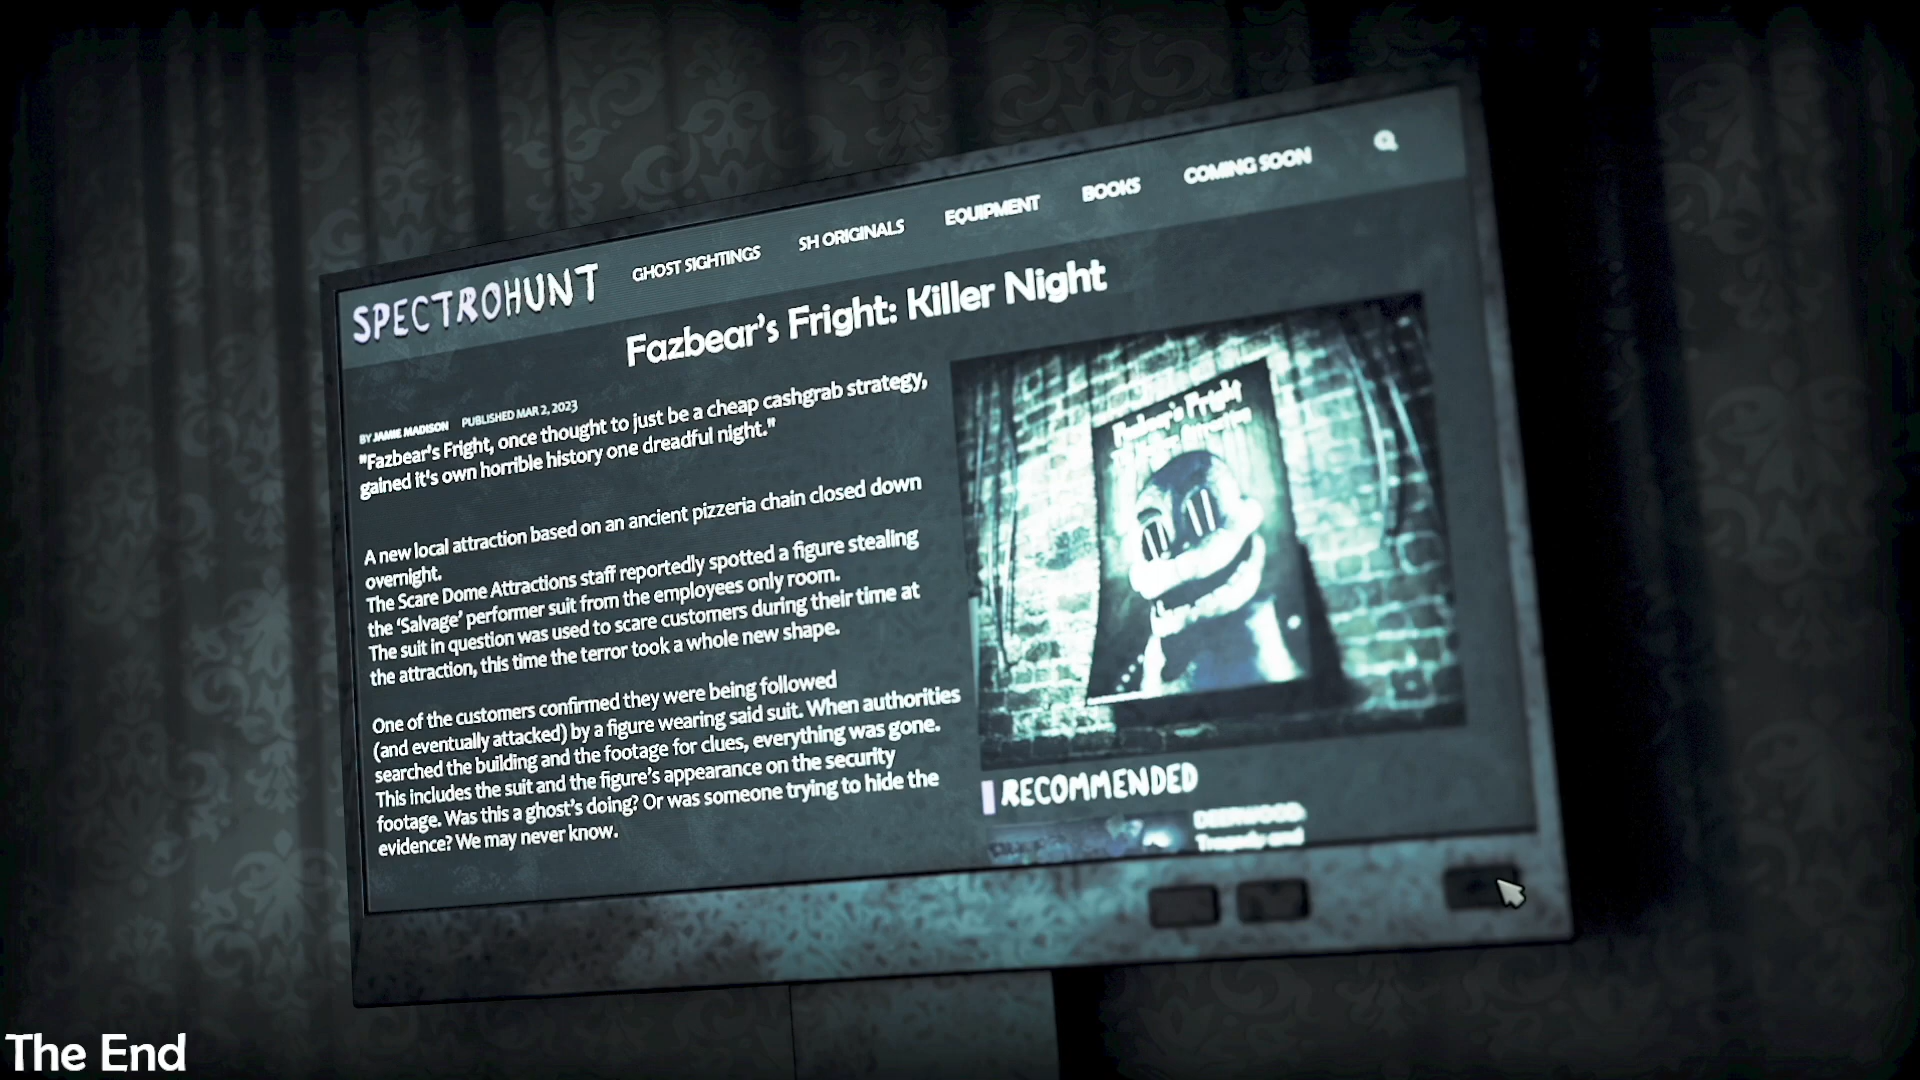 SPECTROHUNT
GHOST SIGHTINGS
SH ORIGINALS
EQUIPMENT
BOOKS
COMING SOON
Fazbear's Fright: Killer Night
BY JAMIE MADISON PUBLISHED MAR 2, 2023
"Fazbear's Fright, once thought to just be a cheap cashgrab strategy,
gained it's own horrible history one dreadful night."
A new local attraction based on an ancient pizzeria chain closed down
overnight.
The Scare Dome Attractions staff reportedly spotted a figure stealing
the ‘Salvage’ performer suit from the employees only room.
The suit in question was used to scare customers during their time at
the attraction, this time the terror took a whole new shape.
One of the customers confirmed they were being followed
(and eventually attacked) by a figure wearing said suit. When authorities
searched the building and the footage for clues, everything was gone.
This includes the suit and the figure’s appearance on the security
footage. Was this a ghost’s doing? Or was someone trying to hide the
evidence? We may never know.
Fazbear's Fright
Attraction
RECOMMENDED
DEERWOOD:
Tragedy and
The End